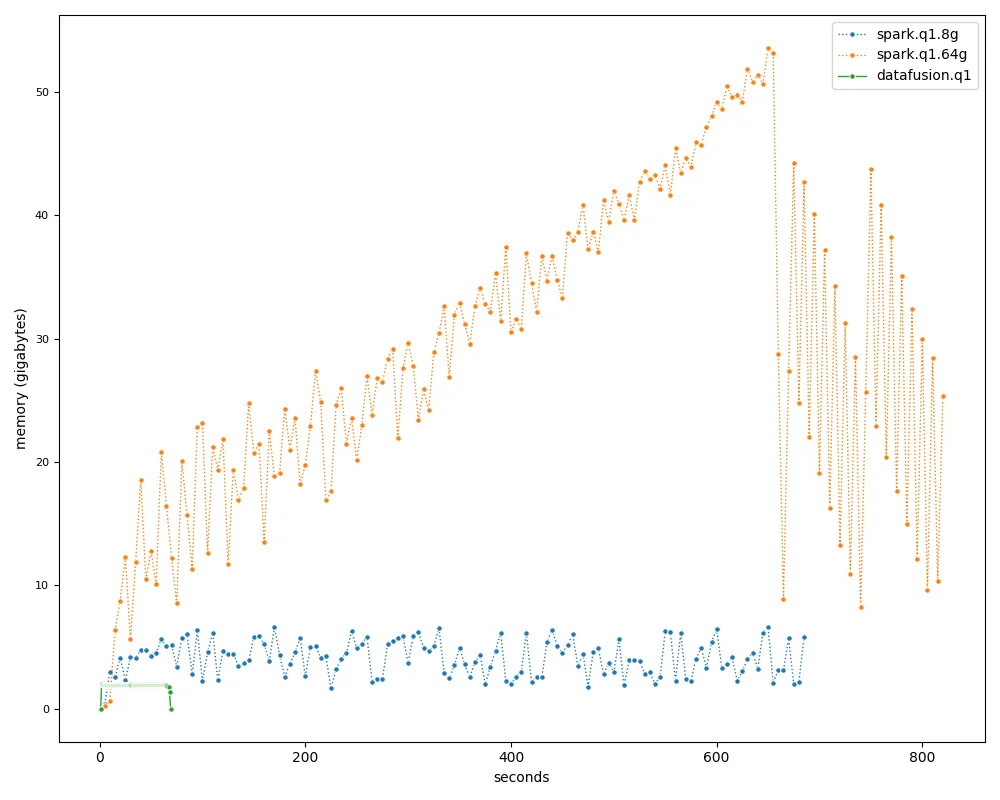 spark.q1.8g
spark.q1.64g
datafusion.q1
memory (gigabytes)
50
40
30
20
10
0
0 200 400 600 800
seconds